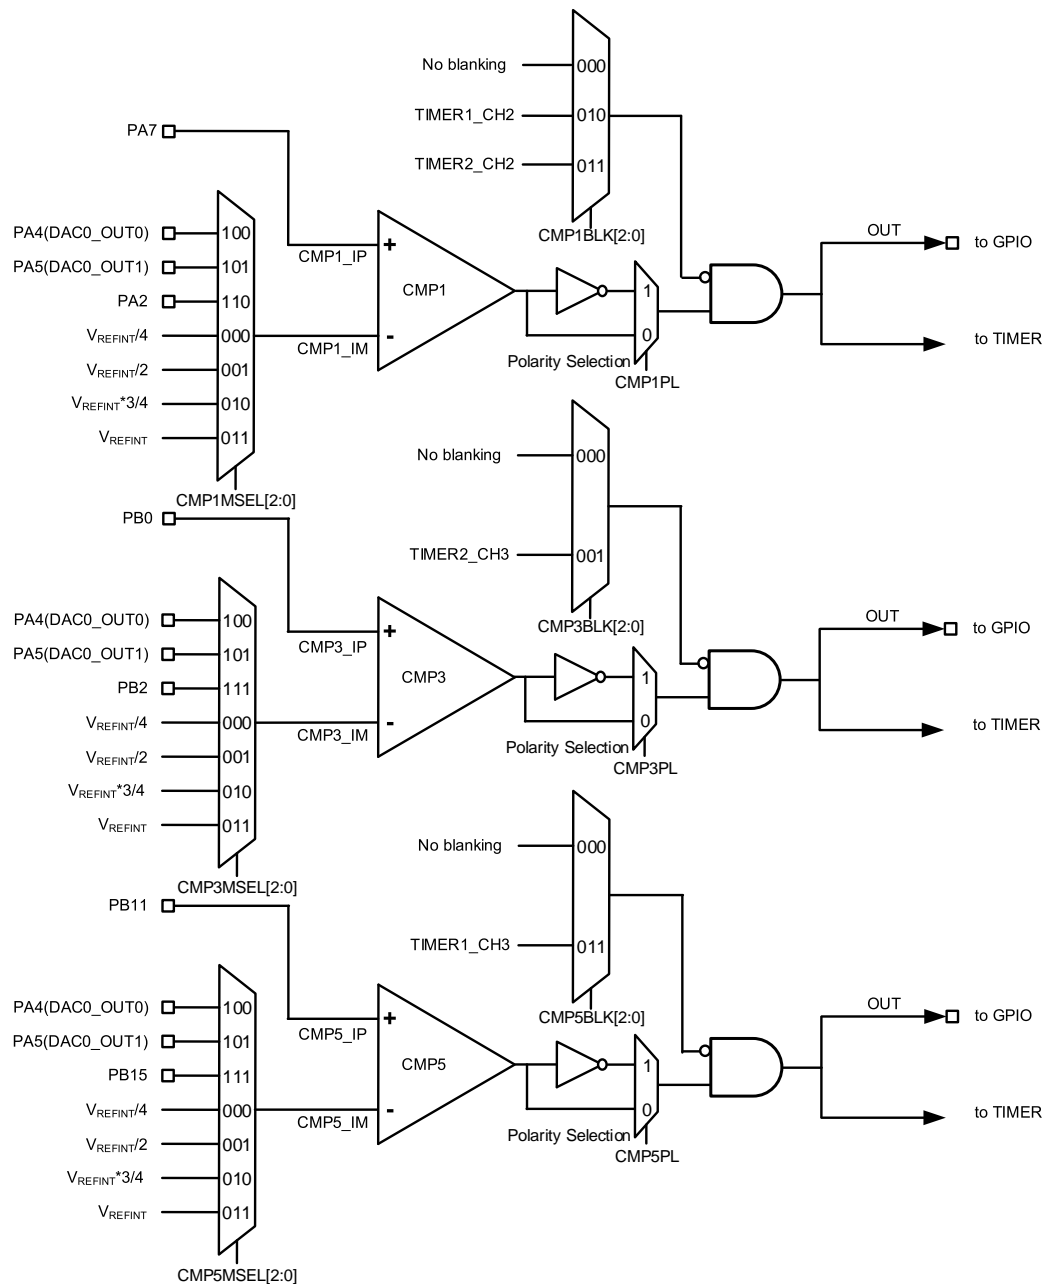 No blanking
000
TIMER1_CH2
010
TIMER2_CH2
011
CMP1BLK[2:0]
PA7
PA4(DAC0_OUT0)
100
PA5(DAC0_OUT1)
101
PA2
110
VREFINT/4
000
VREFINT/2
001
VREFINT*3/4
010
VREFINT
011
CMP1MSEL[2:0]
+
CMP1_IP
CMP1
-
CMP1_IM
1
0
Polarity Selection
CMP1PL
OUT
to GPIO
to TIMER
No blanking
000
TIMER2_CH3
001
CMP3BLK[2:0]
PB0
PA4(DAC0_OUT0)
100
PA5(DAC0_OUT1)
101
PB2
111
VREFINT/4
000
VREFINT/2
001
VREFINT*3/4
010
VREFINT
011
CMP3MSEL[2:0]
+
CMP3_IP
CMP3
-
CMP3_IM
1
0
Polarity Selection
CMP3PL
OUT
to GPIO
to TIMER
No blanking
000
TIMER1_CH3
011
CMP5BLK[2:0]
PB11
PA4(DAC0_OUT0)
100
PA5(DAC0_OUT1)
101
PB15
111
VREFINT/4
000
VREFINT/2
001
VREFINT*3/4
010
VREFINT
011
CMP5MSEL[2:0]
+
CMP5_IP
CMP5
-
CMP5_IM
1
0
Polarity Selection
CMP5PL
OUT
to GPIO
to TIMER